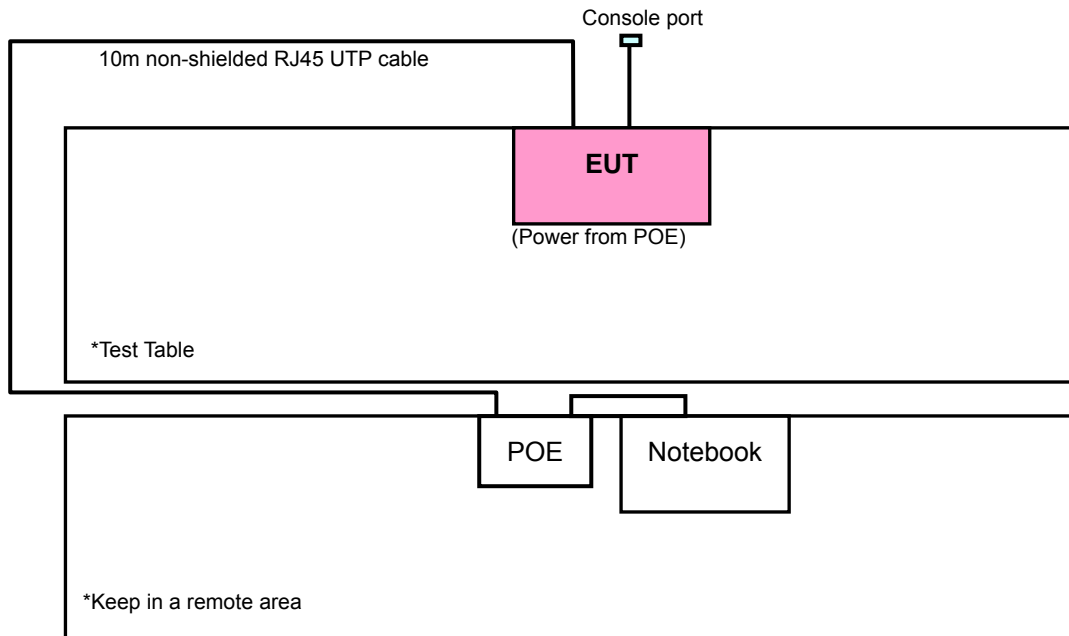 Console port
10m non-shielded RJ45 UTP cable
EUT
(Power from POE)
*Test Table
POE
Notebook
*Keep in a remote area